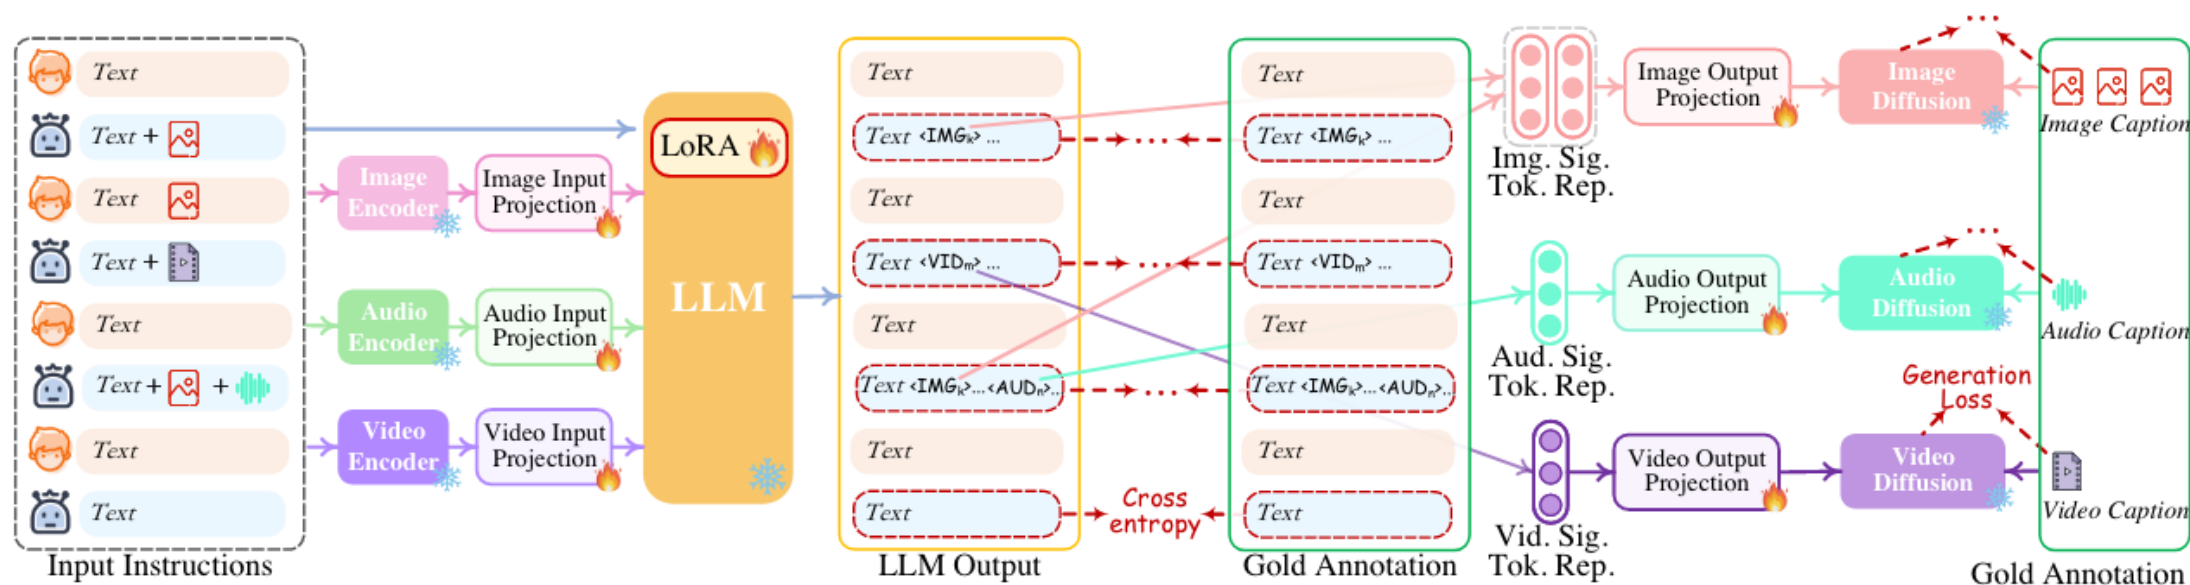 Text
Text +
Text
Text +
Text
Text + +
Text
Text
Input Instructions
Image
Encoder
Image Input
Projection
Audio
Encoder
Audio Input
Projection
Video
Encoder
Video Input
Projection
LoRA
LLM
Text
Text <IMGₖ> ...
Text
Text <VIDₘ> ...
Text
Text <IMGₖ>...<AUDₙ>..
Text
Text
LLM Output
...
...
...
Cross
entropy
Text
Text <IMGₖ> ...
Text
Text <VIDₘ> ...
Text
Text <IMGₖ>...<AUDₙ>..
Text
Text
Gold Annotation
Img. Sig.
Tok. Rep.
Image Output
Projection
Image
Diffusion
...
Image Caption
Aud. Sig.
Tok. Rep.
Audio Output
Projection
Audio
Diffusion
...
Audio Caption
Generation
Loss
Vid. Sig.
Tok. Rep.
Video Output
Projection
Video
Diffusion
Video Caption
Gold Annotation